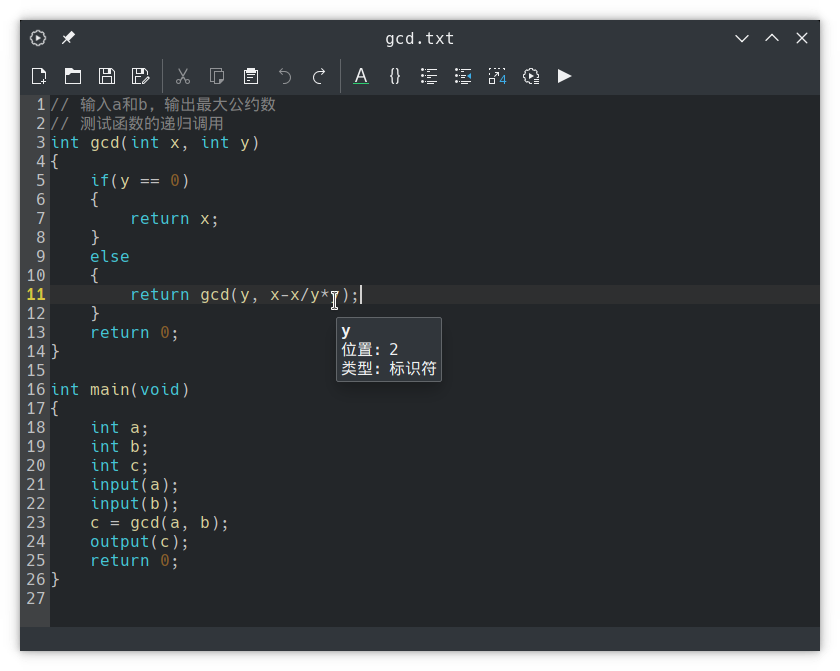 gcd.txt
A {} 4
1 // 输入a和b，输出最大公约数
2 // 测试函数的递归调用
3 int gcd(int x, int y)
4 {
5 if(y == 0)
6 {
7 return x;
8 }
9 else
10 {
11 return gcd(y, x-x/y*y);
12 }
13 return 0;
14 }
15
16 int main(void)
17 {
18 int a;
19 int b;
20 int c;
21 input(a);
22 input(b);
23 c = gcd(a, b);
24 output(c);
25 return 0;
26 }
27
y
位置: 2
类型: 标识符